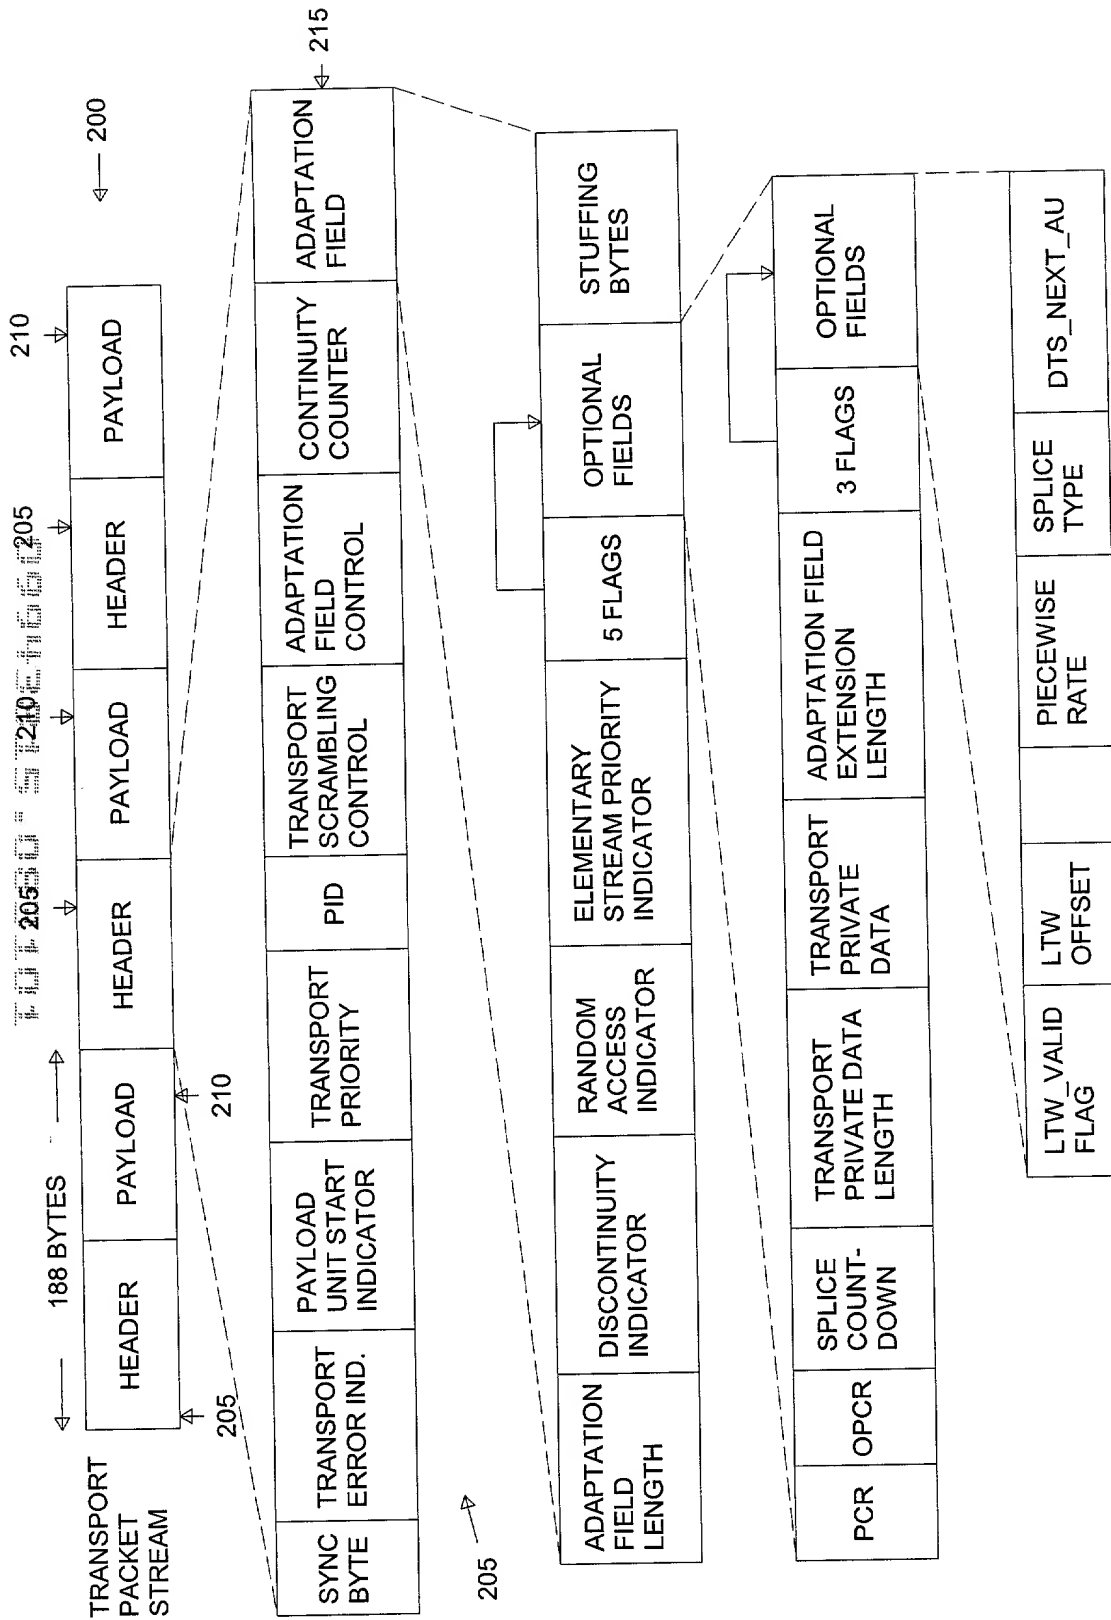 TRANSPORT
PACKET
STREAM
188 BYTES
HEADER
PAYLOAD
HEADER
PAYLOAD
HEADER
PAYLOAD
205
210
205
210
205
210
200
SYNC
BYTE
TRANSPORT
ERROR IND.
PAYLOAD
UNIT START
INDICATOR
TRANSPORT
PRIORITY
PID
TRANSPORT
SCRAMBLING
CONTROL
ADAPTATION
FIELD
CONTROL
CONTINUITY
COUNTER
ADAPTATION
FIELD
215
205
ADAPTATION
FIELD
LENGTH
DISCONTINUITY
INDICATOR
RANDOM
ACCESS
INDICATOR
ELEMENTARY
STREAM PRIORITY
INDICATOR
5 FLAGS
OPTIONAL
FIELDS
STUFFING
BYTES
PCR
OPCR
SPLICE
COUNT-
DOWN
TRANSPORT
PRIVATE DATA
LENGTH
TRANSPORT
PRIVATE
DATA
ADAPTATION FIELD
EXTENSION
LENGTH
3 FLAGS
OPTIONAL
FIELDS
LTW_VALID
FLAG
LTW
OFFSET
PIECEWISE
RATE
SPLICE
TYPE
DTS_NEXT_AU